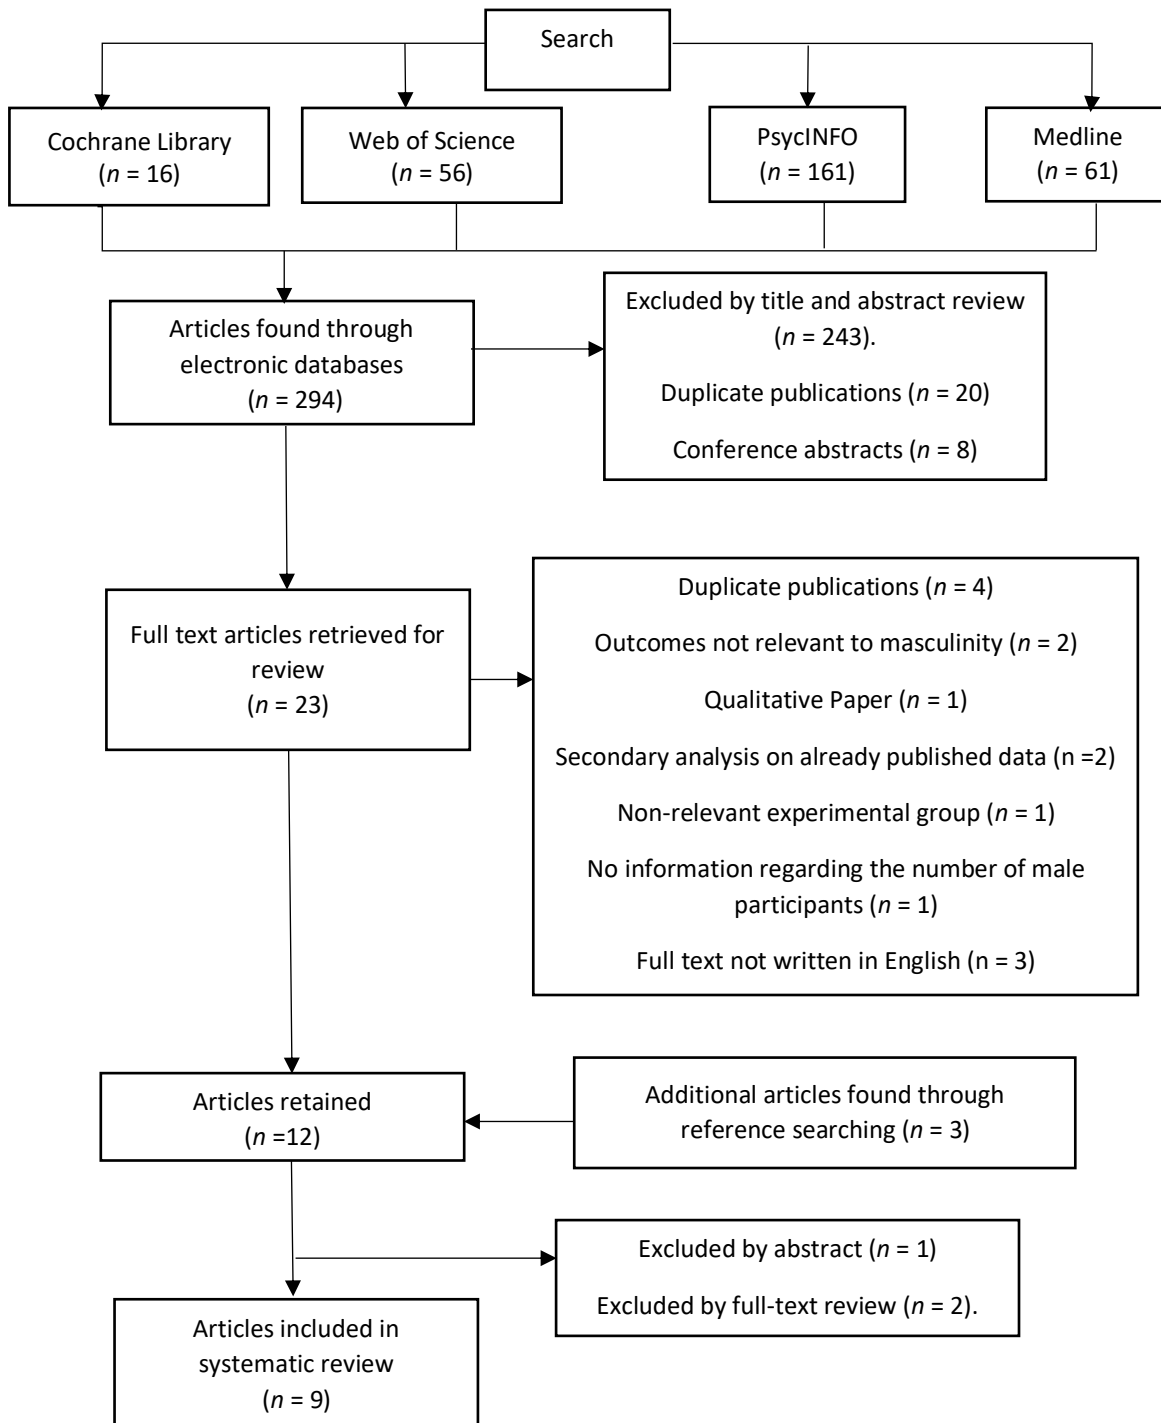 Search
Cochrane Library
(n = 16)
Web of Science
(n = 56)
PsycINFO
(n = 161)
Medline
(n = 61)
Articles found through
electronic databases
(n = 294)
Excluded by title and abstract review
(n = 243).
Duplicate publications (n = 20)
Conference abstracts (n = 8)
Full text articles retrieved for
review
(n = 23)
Duplicate publications (n = 4)
Outcomes not relevant to masculinity (n = 2)
Qualitative Paper (n = 1)
Secondary analysis on already published data (n =2)
Non-relevant experimental group (n = 1)
No information regarding the number of male
participants (n = 1)
Full text not written in English (n = 3)
Articles retained
(n =12)
Additional articles found through
reference searching (n = 3)
Excluded by abstract (n = 1)
Excluded by full-text review (n = 2).
Articles included in
systematic review
(n = 9)